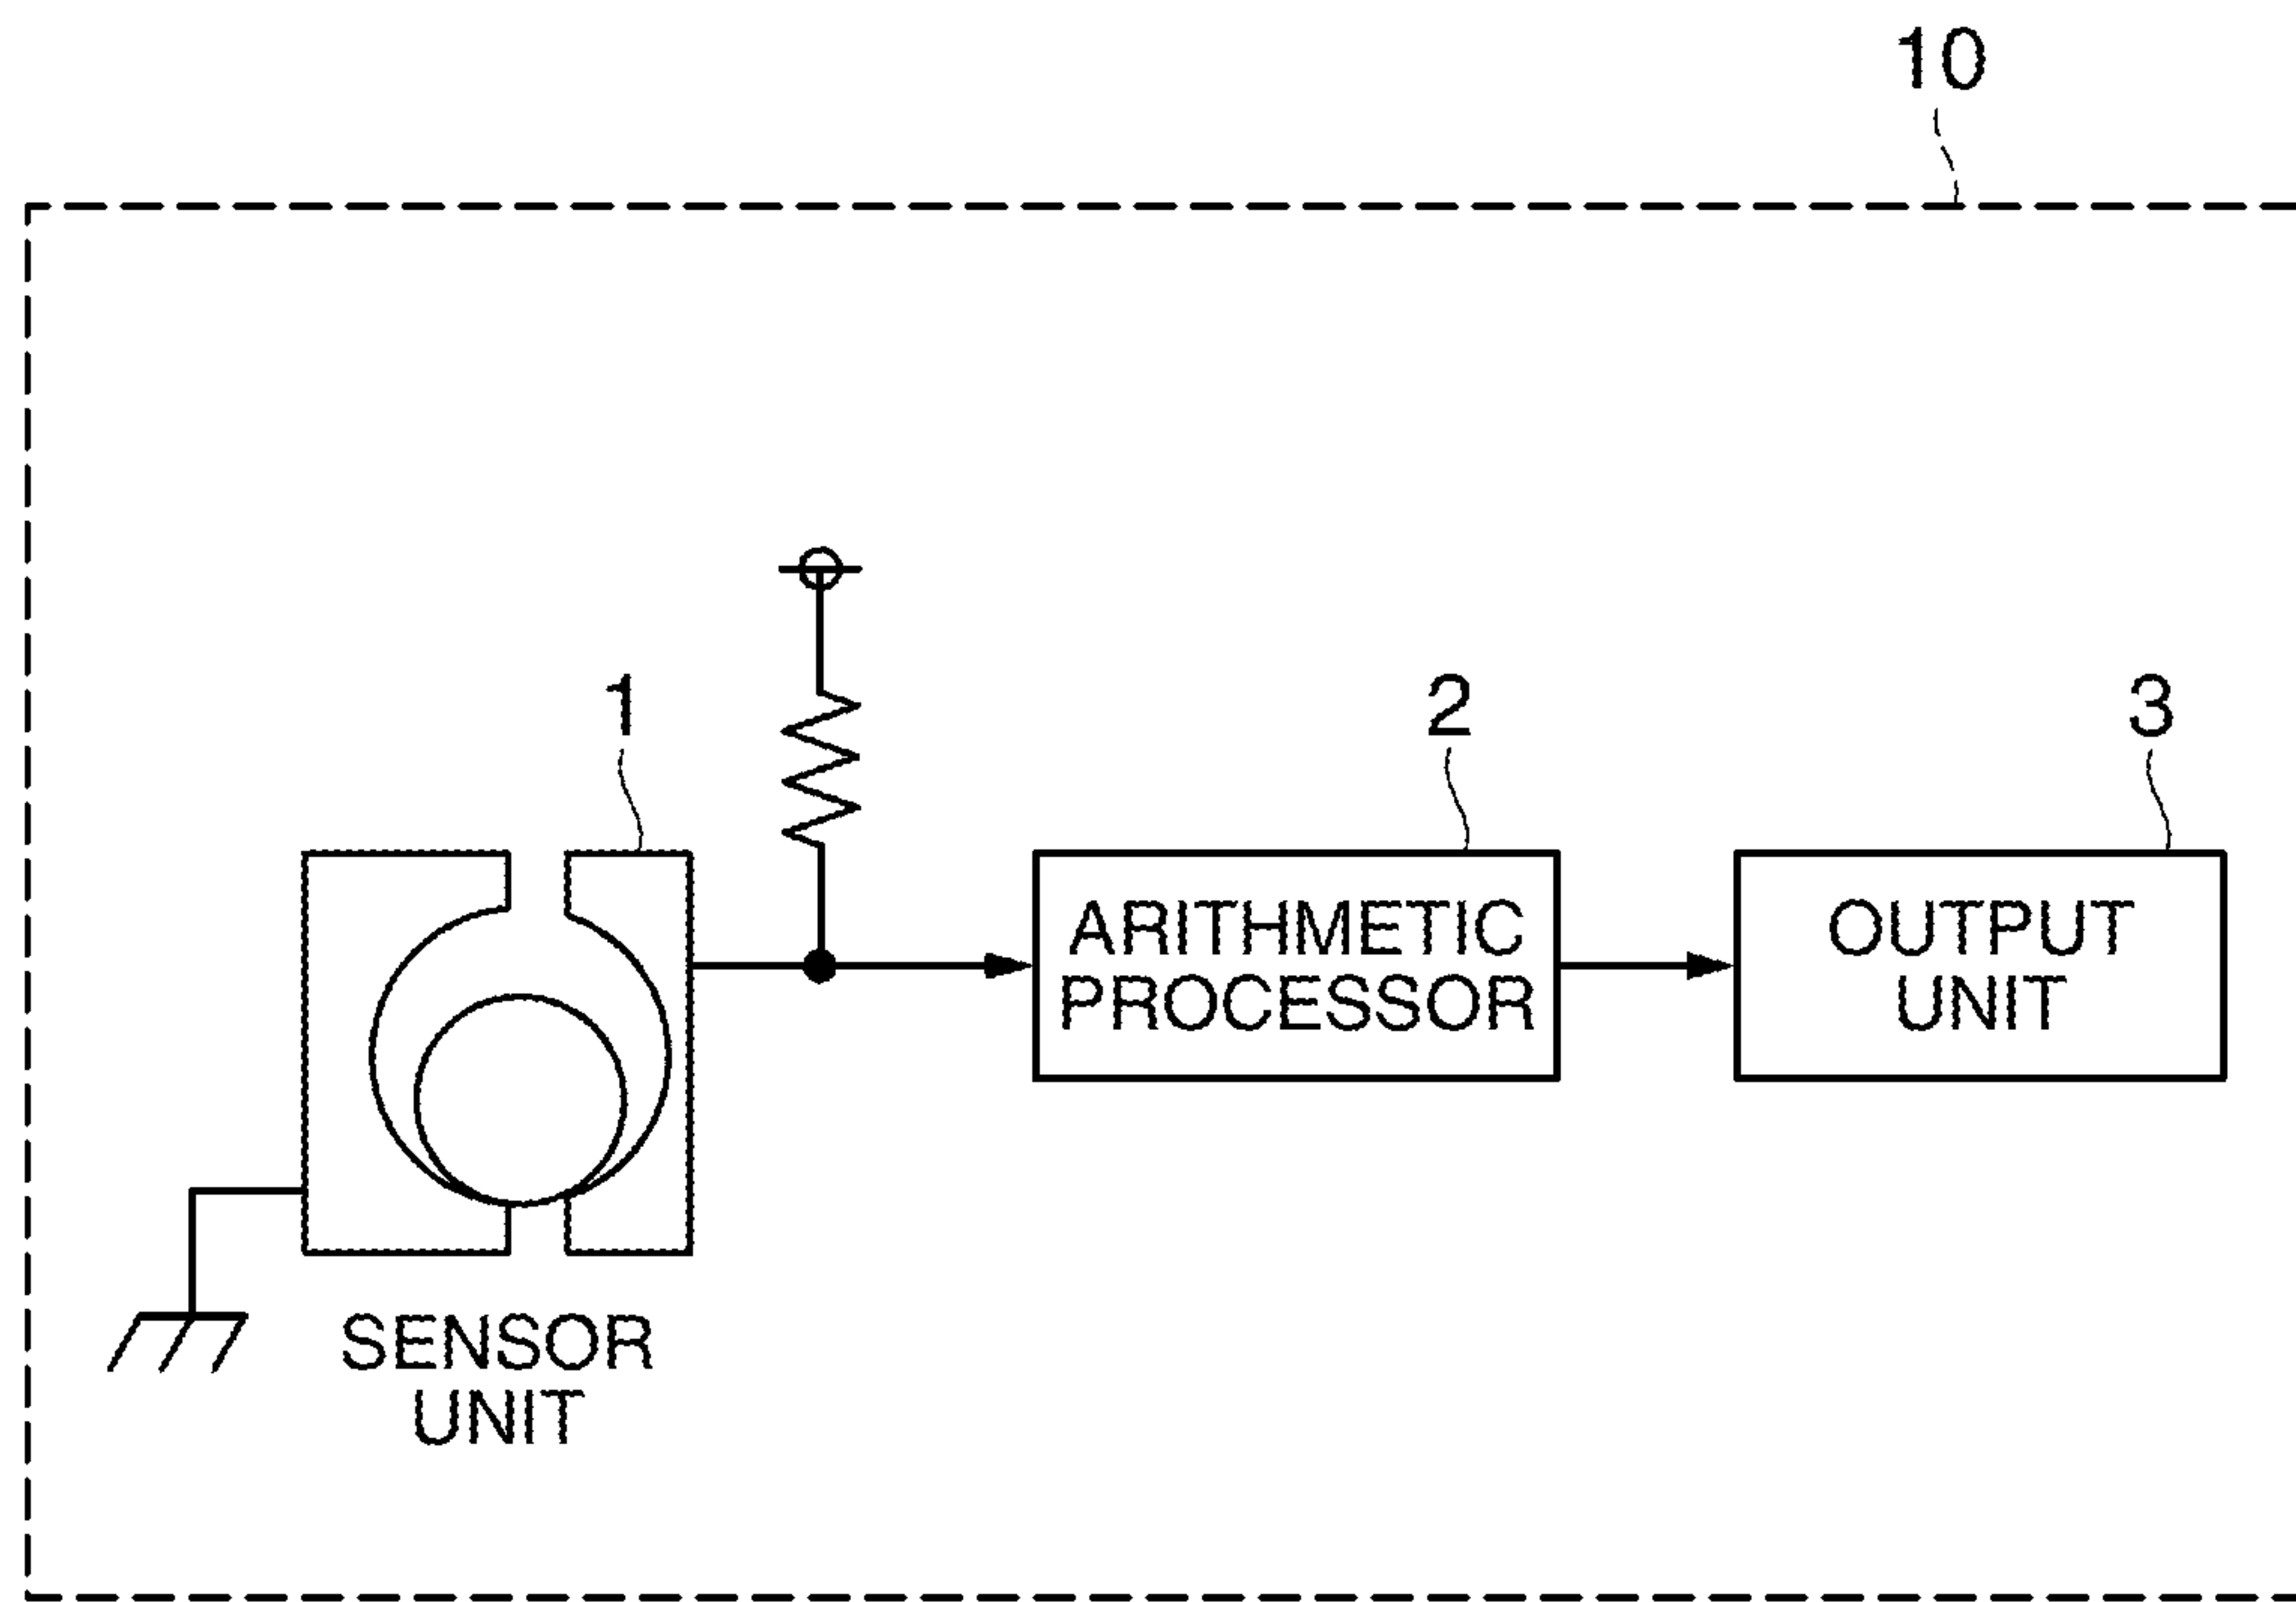 10
1
2
3
ARITHMETIC
PROCESSOR
OUTPUT
UNIT
SENSOR
UNIT